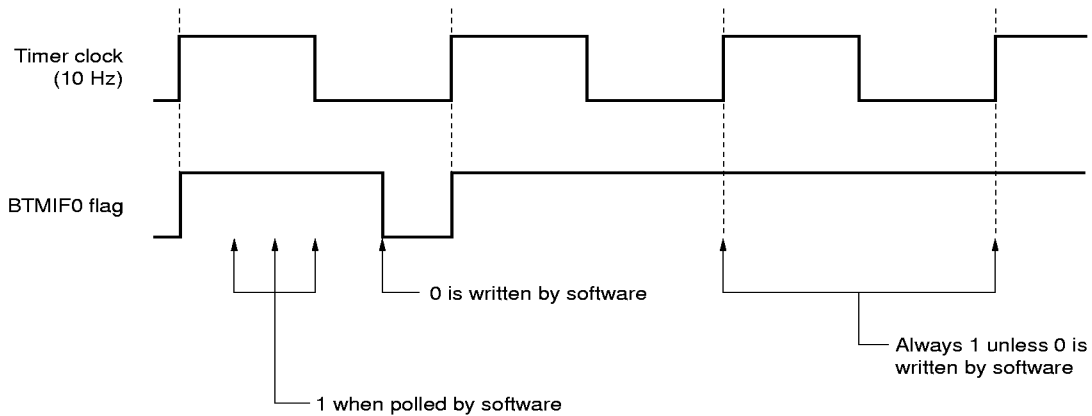 Timer clock
(10 Hz)
BTMIF0 flag
0 is written by software
Always 1 unless 0 is
written by software
1 when polled by software